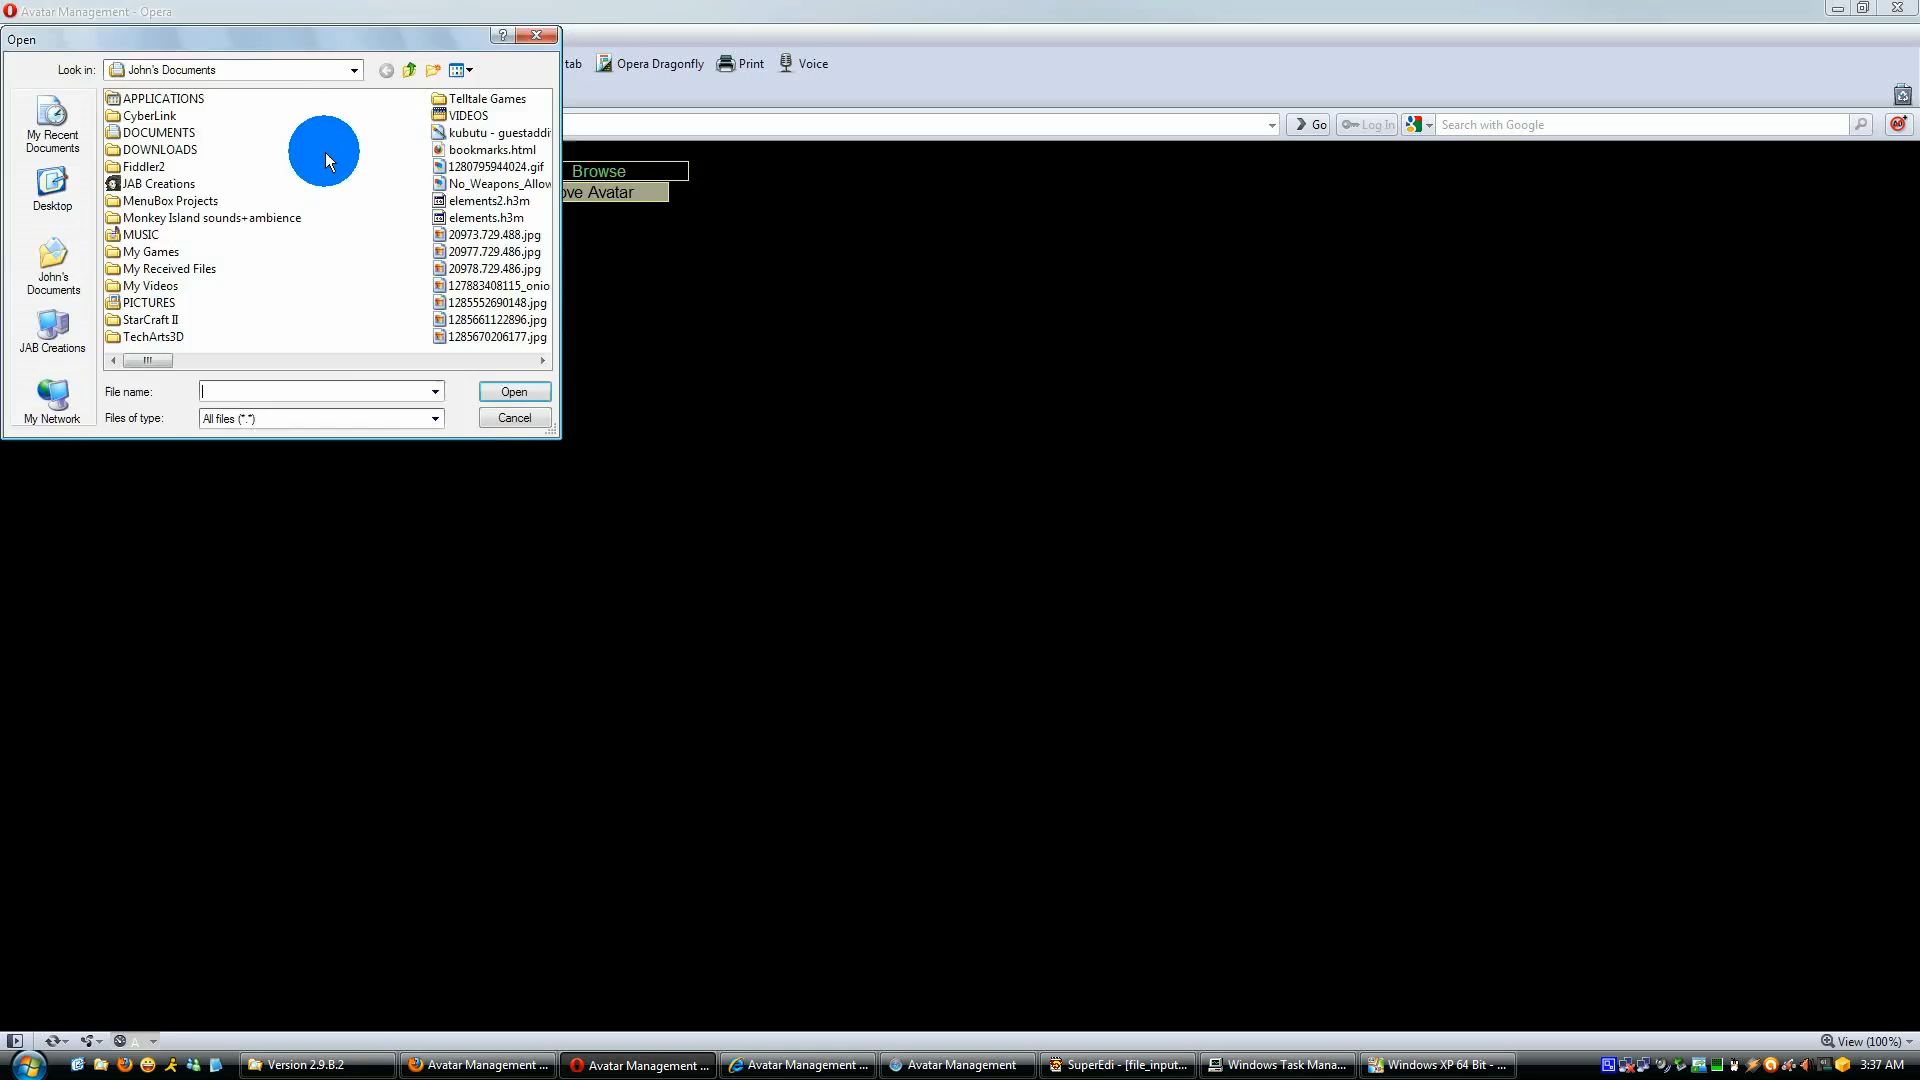 Avatar Management - Opera
Open
Look in: John's Documents
tab Opera Dragonfly Print Voice
My Recent Documents
Desktop
John's Documents
JAB Creations
My Network
APPLICATIONS
CyberLink
DOCUMENTS
DOWNLOADS
Fiddler2
JAB Creations
MenuBox Projects
Monkey Island sounds+ambience
MUSIC
My Games
My Received Files
My Videos
PICTURES
StarCraft II
TechArts3D
Telltale Games
VIDEOS
kubutu - guestaddi
bookmarks.html
1280795944024.gif
No_Weapons_Allow
elements2.h3m
elements.h3m
20973.729.488.jpg
20977.729.486.jpg
20978.729.486.jpg
127883408115_onio
1285552690148.jpg
1285661122896.jpg
1285670206177.jpg
File name: Open
Files of type: All files (*.*) Cancel
Go Log In Search with Google
Browse
ove Avatar
View (100%)
Version 2.9.B.2 Avatar Management ... Avatar Management ... Avatar Management ... Avatar Management SuperEdi - [file_input... Windows Task Mana... Windows XP 64 Bit - ... 3:37 AM